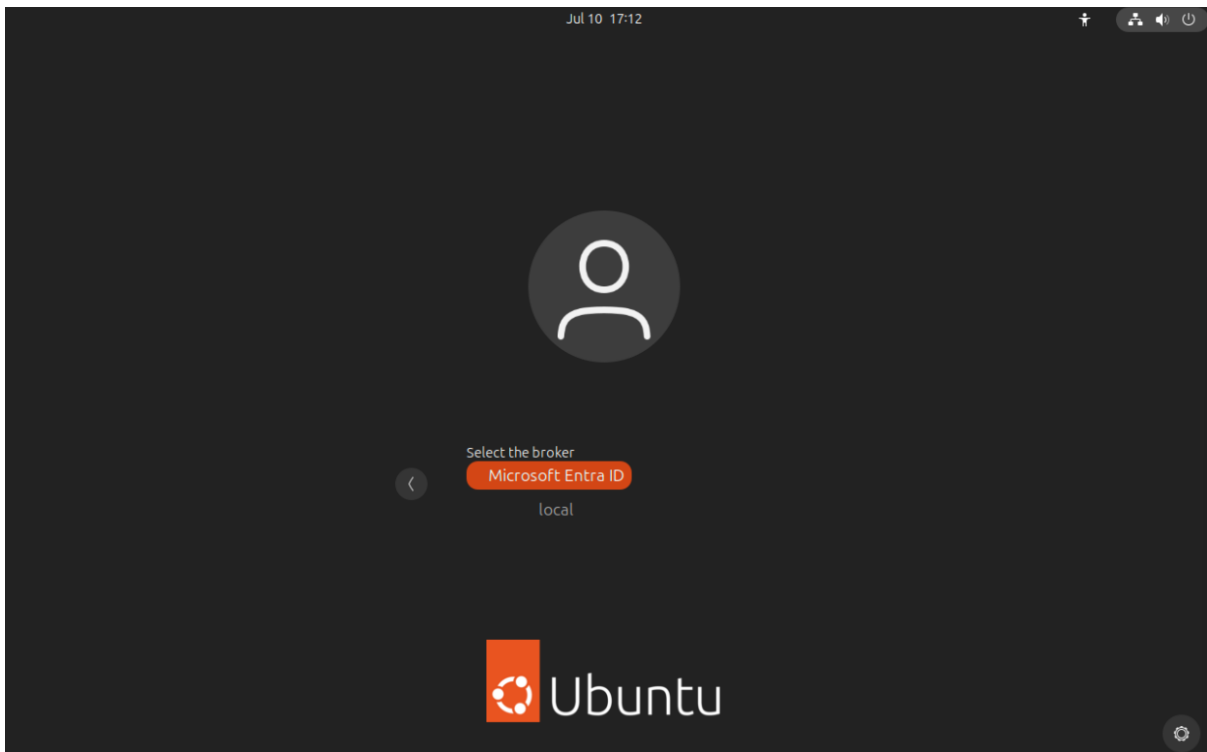 Jul 10 17:12
Select the broker
Microsoft Entra ID
local
Ubuntu